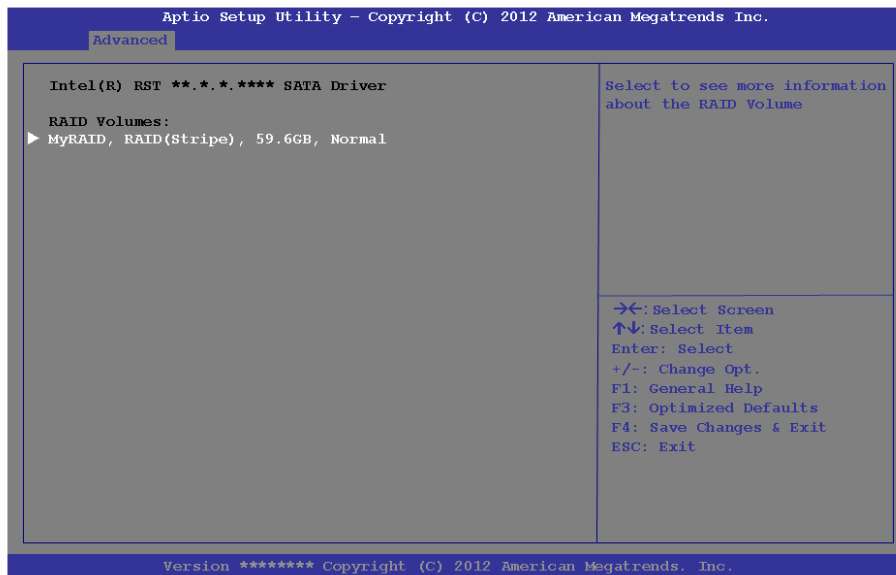 Aptio Setup Utility – Copyright (C) 2012 American Megatrends Inc.
Advanced
Intel(R) RST **.*.*.**** SATA Driver
RAID Volumes:
▶ MyRAID, RAID(Stripe), 59.6GB, Normal
Select to see more information
about the RAID Volume
→←: Select Screen
↑↓: Select Item
Enter: Select
+/-: Change Opt.
F1: General Help
F3: Optimized Defaults
F4: Save Changes & Exit
ESC: Exit
Version ******** Copyright (C) 2012 American Megatrends. Inc.